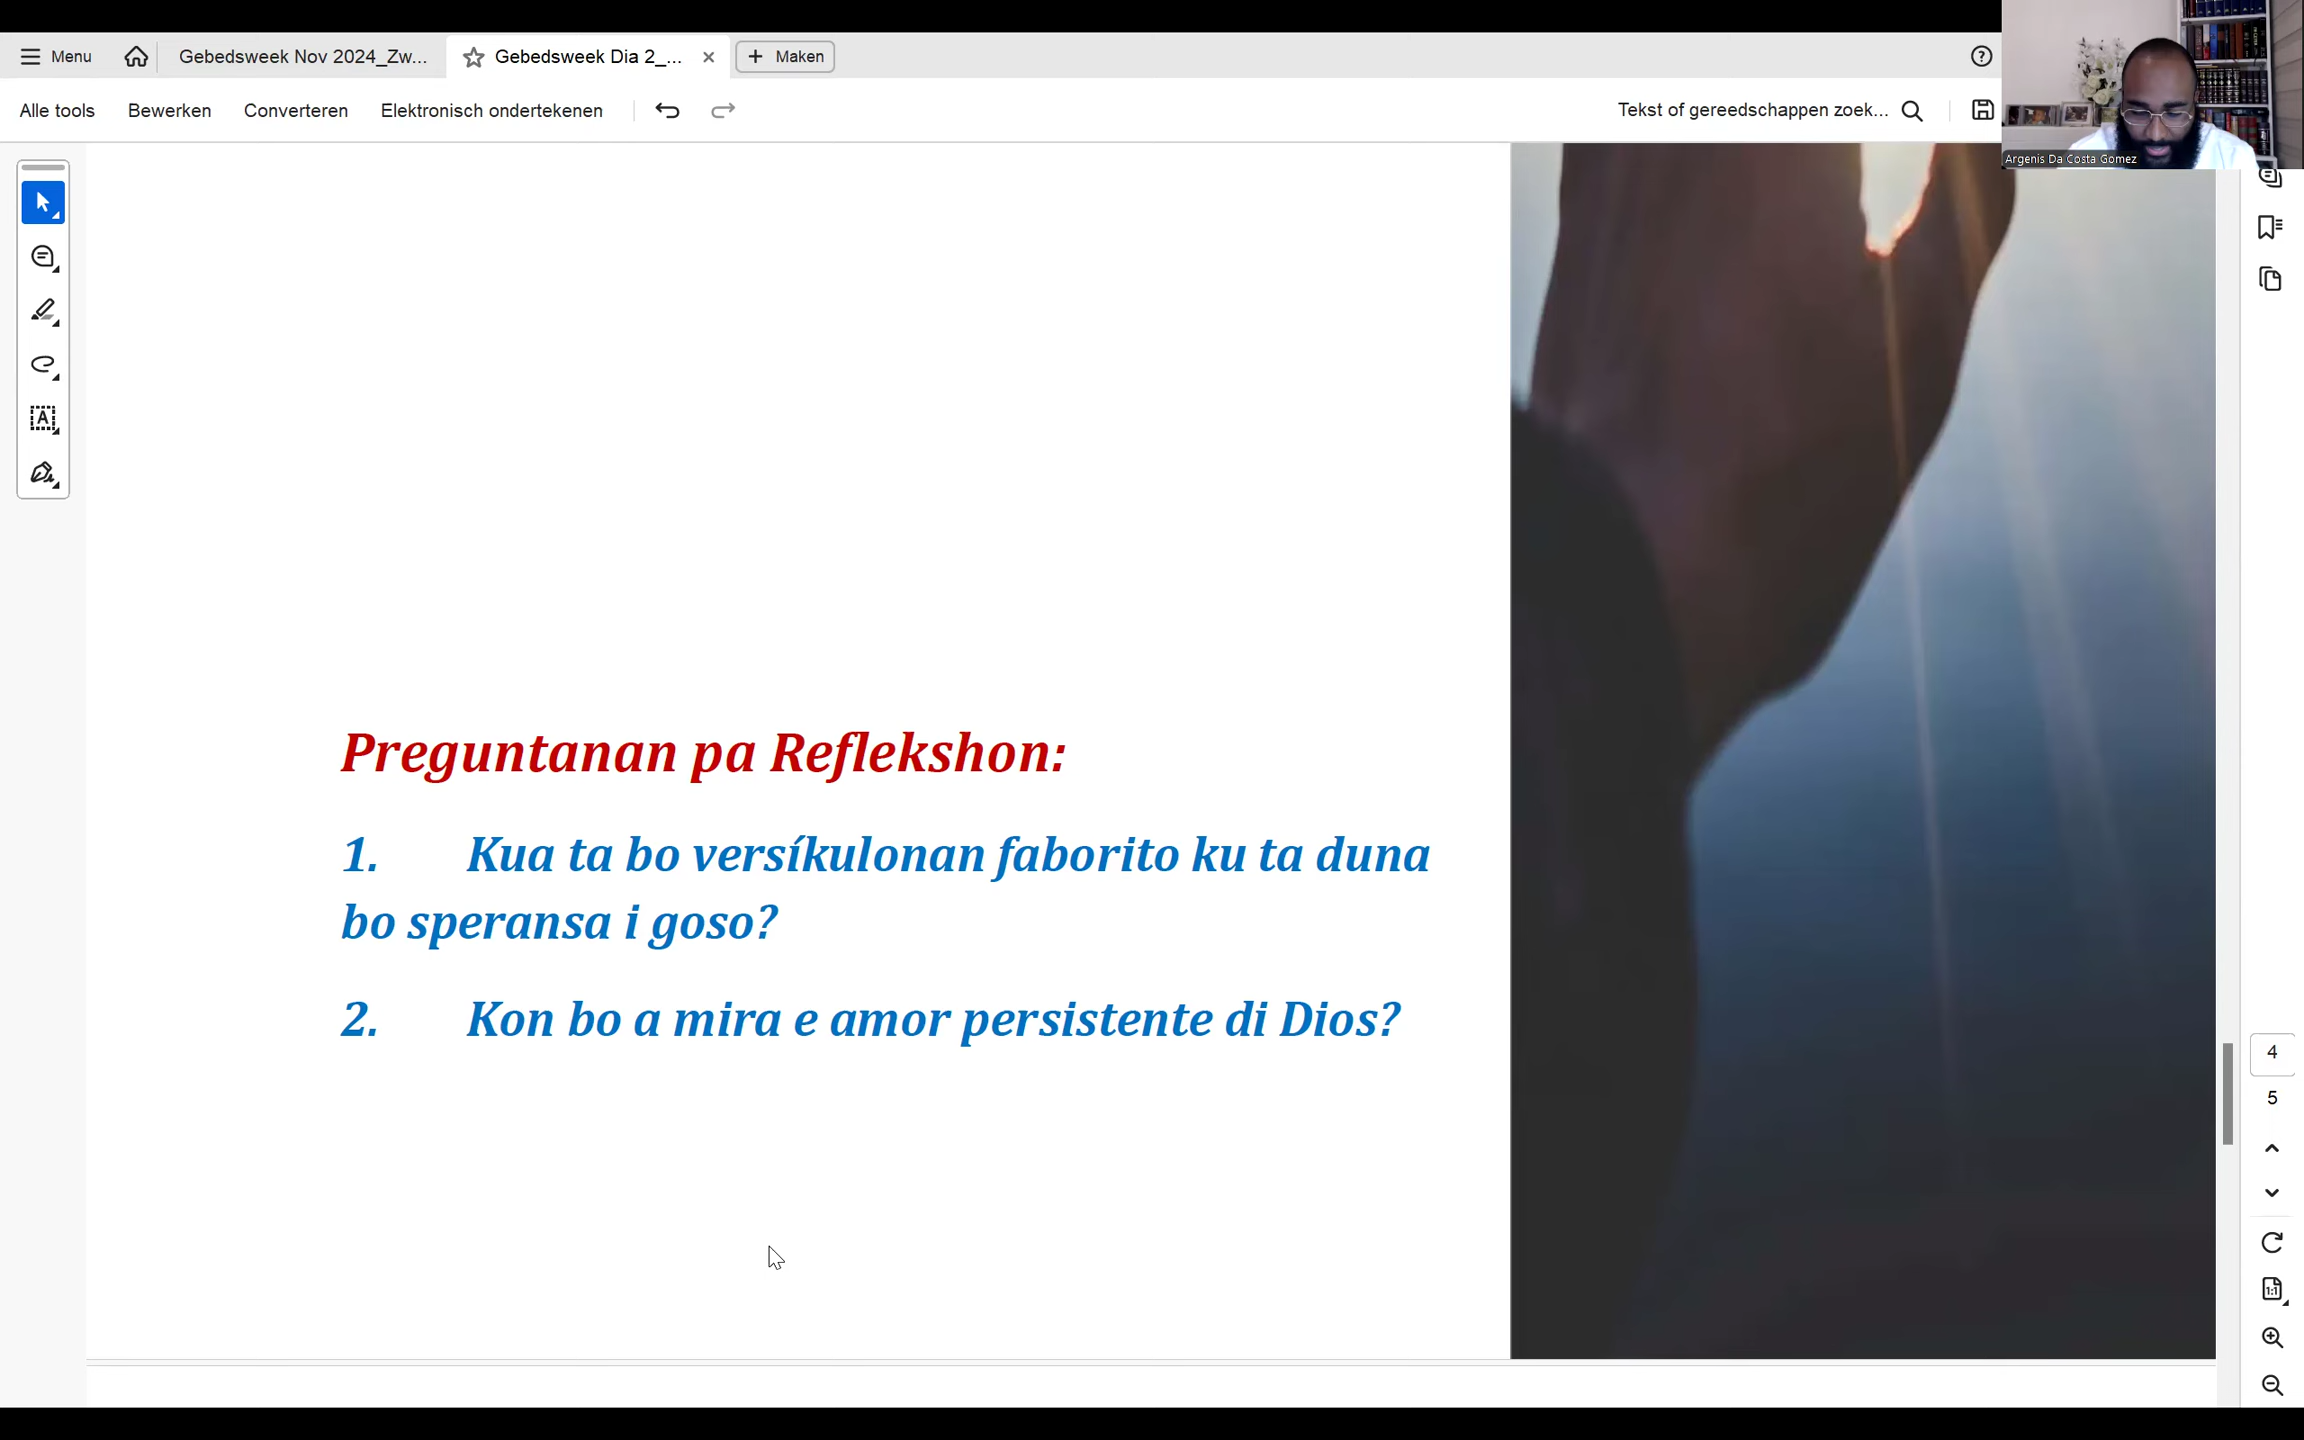 Menu
Gebedsweek Nov 2024_Zw...
Gebedsweek Dia 2_...
Maken
Alle tools
Bewerken
Converteren
Elektronisch ondertekenen
Tekst of gereedschappen zoek...
Argenis Da Costa Gomez
Preguntanan pa Reflekshon:
1. Kua ta bo versíkulonan faborito ku ta duna
bo speransa i goso?
2. Kon bo a mira e amor persistente di Dios?
4
5